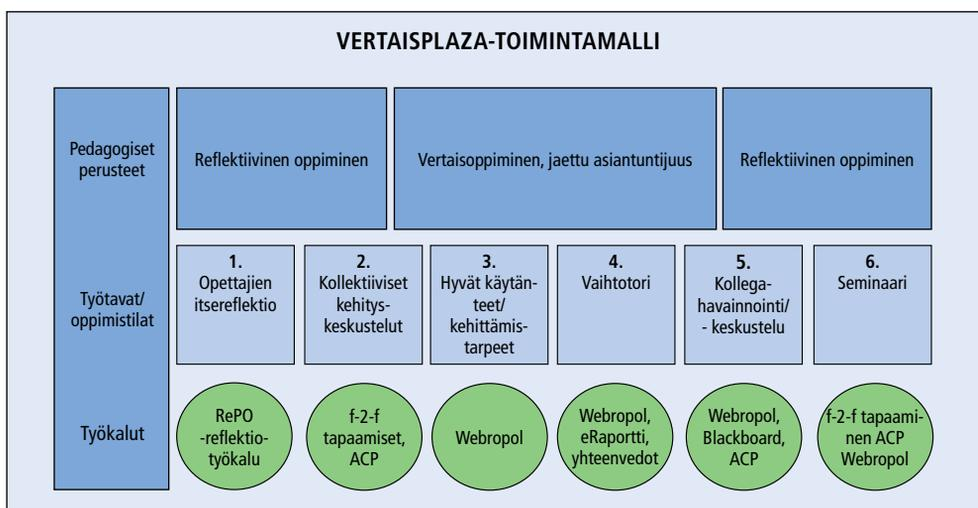 VERTAISPLAZA-TOIMINTAMALLI
Pedagogiset
perusteet
Reflektiivinen oppiminen
Vertaisoppiminen, jaettu asiantuntijuus
Reflektiivinen oppiminen
Työtavat/
oppimistilat
1.
Opettajien
itsereflektio
2.
Kollektiiviset
kehitys-
keskustelut
3.
Hyvät käytän-
teet/
kehittämis-
tarpeet
4.
Vaihtotori
5.
Kollega-
havainnointi/
- keskustelu
6.
Seminaari
Työkalut
RePO
-reflektio-
työkalu
f-2-f
tapaamiset,
ACP
Webropol
Webropol,
eRaportti,
yhteenvedot
Webropol,
Blackboard,
ACP
f-2-f tapaami-
nen ACP
Webropol